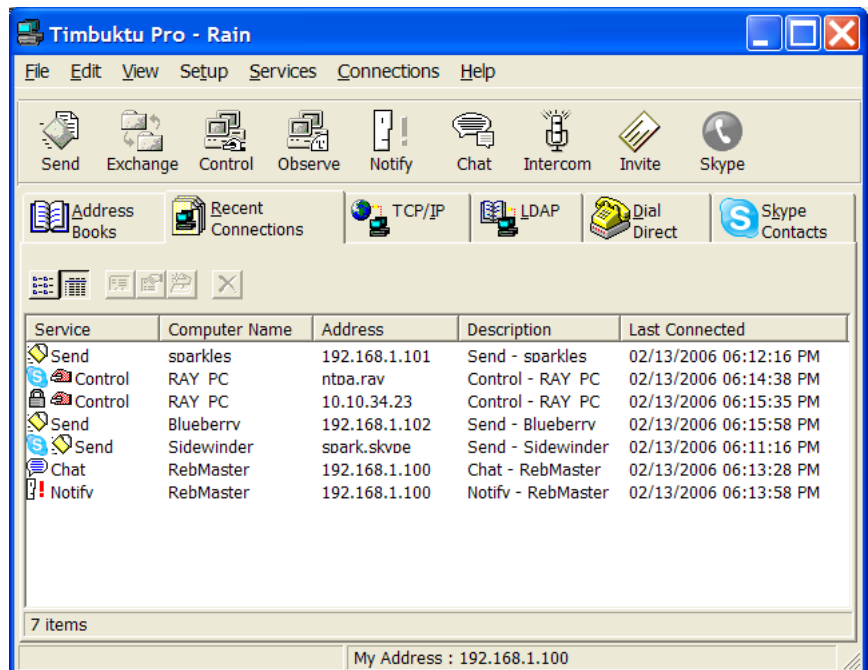 Timbuktu Pro - Rain
File Edit View Setup Services Connections Help
Send Exchange Control Observe Notify Chat Intercom Invite Skype
Address Books Recent Connections TCP/IP LDAP Dial Direct Skype Contacts
Service Computer Name Address Description Last Connected
Send sparkles 192.168.1.101 Send - sparkles 02/13/2006 06:12:16 PM
Control RAY PC ntpa.ray Control - RAY PC 02/13/2006 06:14:38 PM
Control RAY PC 10.10.34.23 Control - RAY PC 02/13/2006 06:15:35 PM
Send Blueberry 192.168.1.102 Send - Blueberry 02/13/2006 06:15:58 PM
Send Sidewinder spark.skype Send - Sidewinder 02/13/2006 06:11:16 PM
Chat RebMaster 192.168.1.100 Chat - RebMaster 02/13/2006 06:13:28 PM
Notify RebMaster 192.168.1.100 Notify - RebMaster 02/13/2006 06:13:58 PM
7 items
My Address : 192.168.1.100